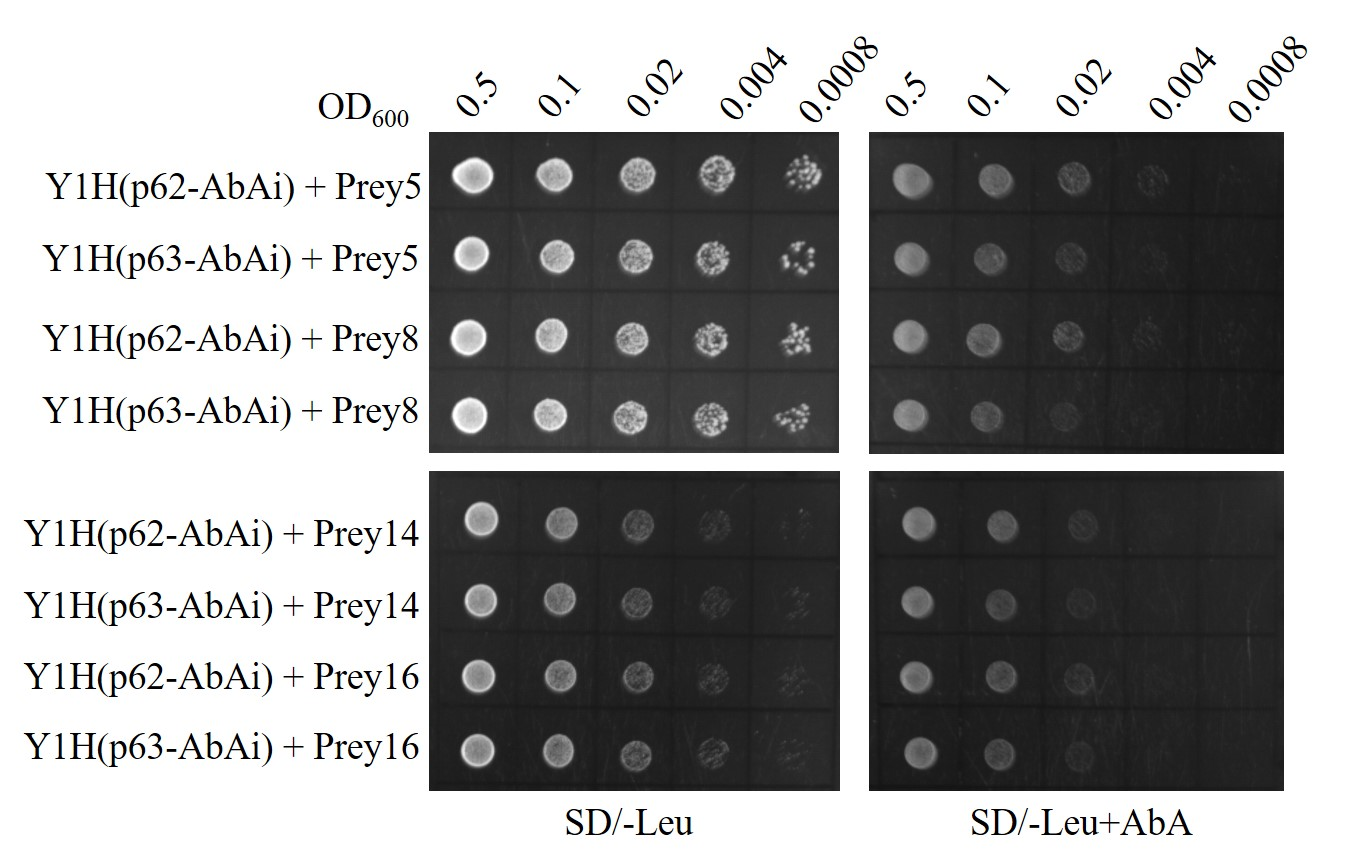 OD600 0.5 0.1 0.02 0.004 0.0008 0.5 0.1 0.02 0.004 0.0008
Y1H(p62-AbAi) + Prey5
Y1H(p63-AbAi) + Prey5
Y1H(p62-AbAi) + Prey8
Y1H(p63-AbAi) + Prey8
Y1H(p62-AbAi) + Prey14
Y1H(p63-AbAi) + Prey14
Y1H(p62-AbAi) + Prey16
Y1H(p63-AbAi) + Prey16
SD/-Leu SD/-Leu+AbA